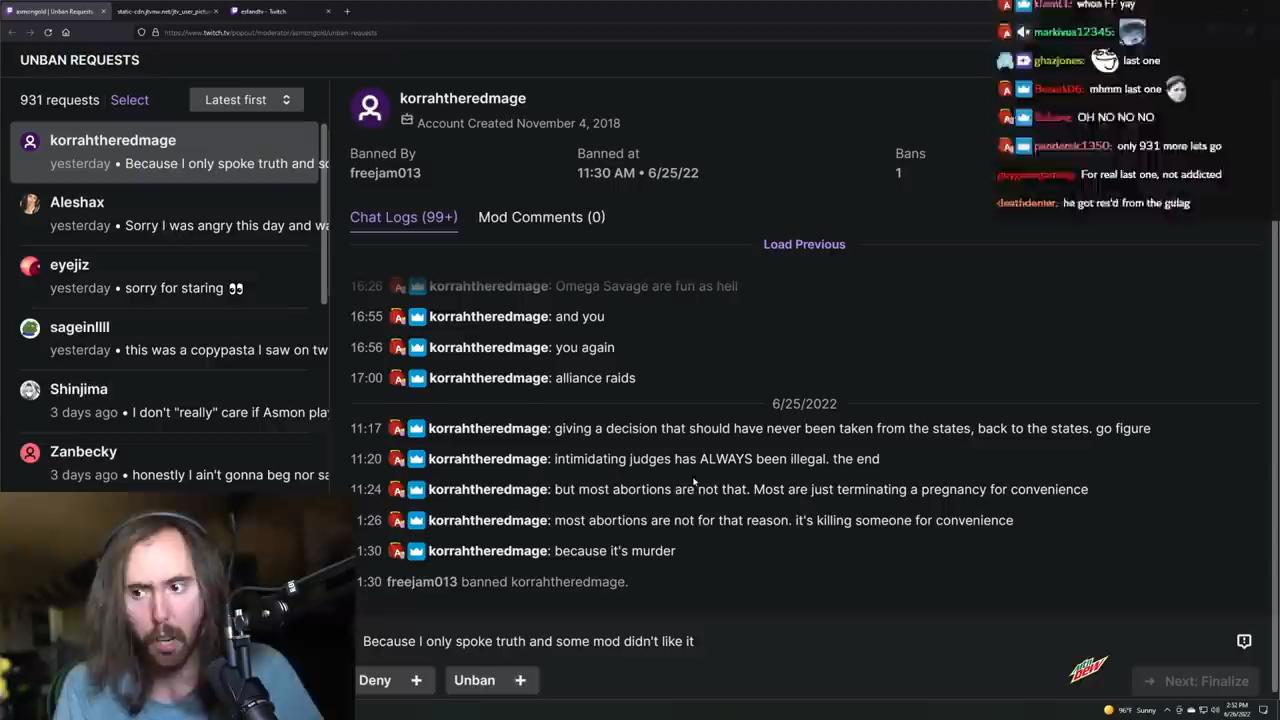 asmongold | Unban Requests
static-cdn.jtvnw.net/jtv_user_pictur
esfandtv - Twitch
https://www.twitch.tv/popout/moderator/asmongold/unban-requests
UNBAN REQUESTS
931 requests Select Latest first
korrahtheredmage
yesterday • Because I only spoke truth and sc
Aleshax
yesterday • Sorry I was angry this day and wa
eyejiz
yesterday • sorry for staring 👀
sageinllll
yesterday • this was a copypasta I saw on tw
Shinjima
3 days ago • I don't "really" care if Asmon pla
Zanbecky
3 days ago • honestly I ain't gonna beg nor sa
korrahtheredmage
Account Created November 4, 2018
Banned By
freejam013
Banned at
11:30 AM • 6/25/22
Bans
1
Chat Logs (99+) Mod Comments (0)
Load Previous
16:26 korrahtheredmage: Omega Savage are fun as hell
16:55 korrahtheredmage: and you
16:56 korrahtheredmage: you again
17:00 korrahtheredmage: alliance raids
6/25/2022
11:17 korrahtheredmage: giving a decision that should have never been taken from the states, back to the states. go figure
11:20 korrahtheredmage: intimidating judges has ALWAYS been illegal. the end
11:24 korrahtheredmage: but most abortions are not that. Most are just terminating a pregnancy for convenience
1:26 korrahtheredmage: most abortions are not for that reason. it's killing someone for convenience
1:30 korrahtheredmage: because it's murder
1:30 freejam013 banned korrahtheredmage.
Because I only spoke truth and some mod didn't like it
Deny + Unban +
Next: Finalize
whoa FF yay
markivua12345:
ghazjones: last one
mhmm last one
OH NO NO NO
pandemic1350: only 931 more lets go
For real last one, not addicted
he got res'd from the gulag
mtn DEW
96°F Sunny
2:52 PM
6/26/2022